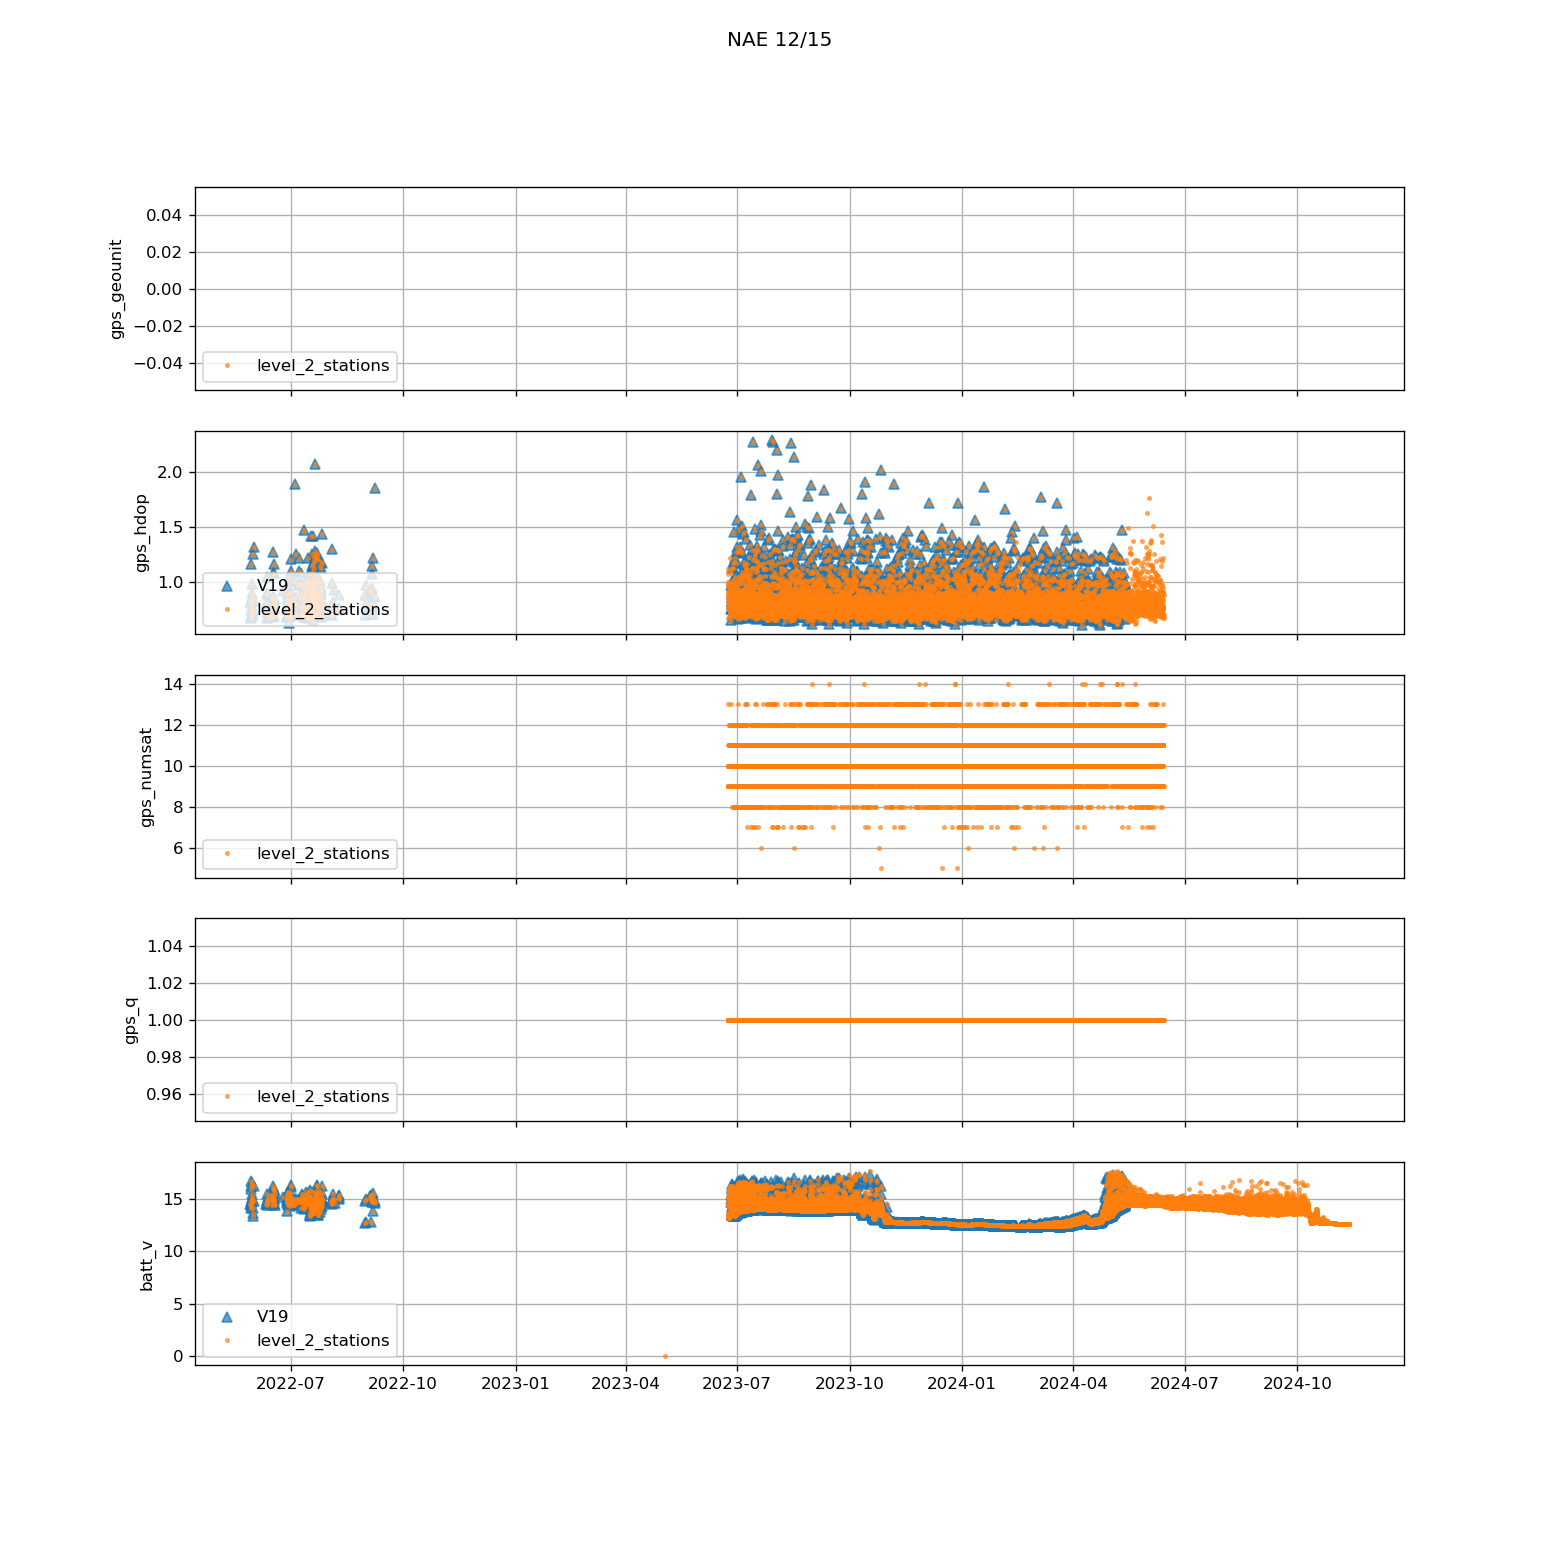 NAE 12/15
gps_geounit
0.04
0.02
0.00
−0.02
−0.04
level_2_stations
gps_hdop
2.0
1.5
1.0
V19
level_2_stations
gps_numsat
14
12
10
8
6
level_2_stations
gps_q
1.04
1.02
1.00
0.98
0.96
level_2_stations
batt_v
15
10
5
0
V19
level_2_stations
2022-07 2022-10 2023-01 2023-04 2023-07 2023-10 2024-01 2024-04 2024-07 2024-10